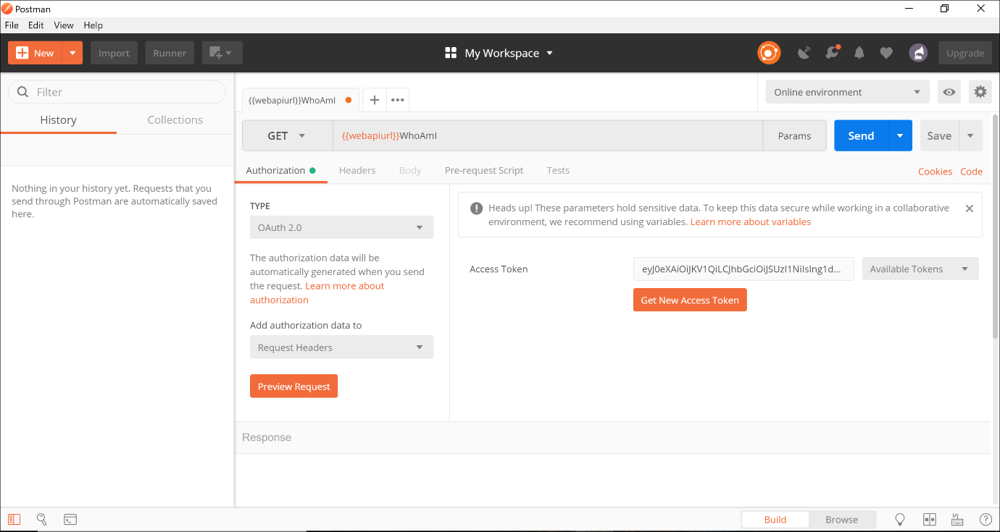 Postman
File Edit View Help
New Import Runner My Workspace Upgrade
Filter
History Collections
Nothing in your history yet. Requests that you
send through Postman are automatically saved
here.
{{webapiurl}}WhoAmI
Online environment
GET {{webapiurl}}WhoAmI Params Send Save
Authorization Headers Body Pre-request Script Tests Cookies Code
TYPE
OAuth 2.0
The authorization data will be
automatically generated when you send
the request. Learn more about
authorization
Add authorization data to
Request Headers
Preview Request
Heads up! These parameters hold sensitive data. To keep this data secure while working in a collaborative
environment, we recommend using variables. Learn more about variables
Access Token eyJ0eXAiOiJKV1QiLCJhbGciOiJSUzI1NiIsIng1d... Available Tokens
Get New Access Token
Response
Build Browse